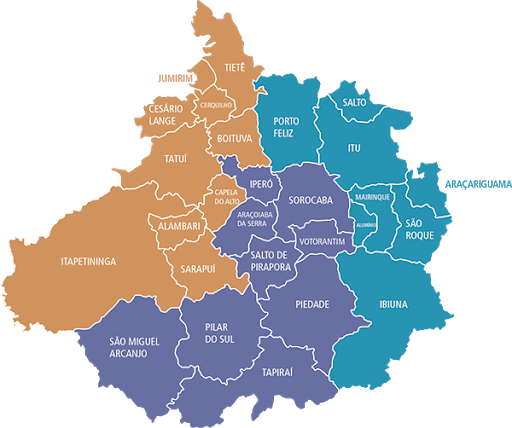 TIETÊ
JUMIRIM
CERQUILHO
CESÁRIO
LANGE
SALTO
PORTO
FELIZ
BOITUVA
ITU
TATUÍ
IPERÓ
ARAÇARIGUAMA
CAPELA
DO ALTO
SOROCABA
MAIRINQUE
ARAÇOIABA
DA SERRA
ALUMÍNIO
ALAMBARI
SÃO
ROQUE
VOTORANTIM
ITAPETININGA
SALTO DE
PIRAPORA
SARAPUÍ
PIEDADE
IBIUNA
PILAR
DO SUL
SÃO MIGUEL
ARCANJO
TAPIRAÍ